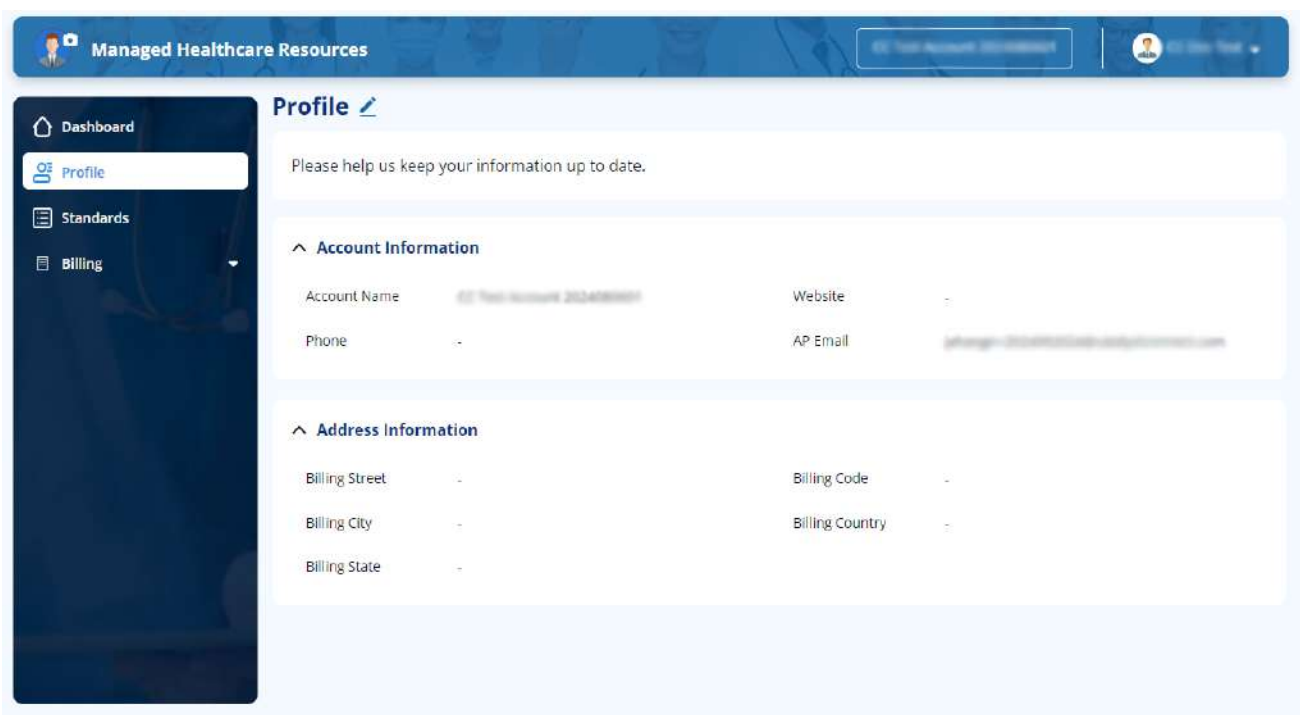 Managed Healthcare Resources
Dashboard
Profile
Standards
Billing
Profile
Please help us keep your information up to date.
Account Information
Account Name
Website -
Phone - AP Email
Address Information
Billing Street - Billing Code -
Billing City - Billing Country -
Billing State -